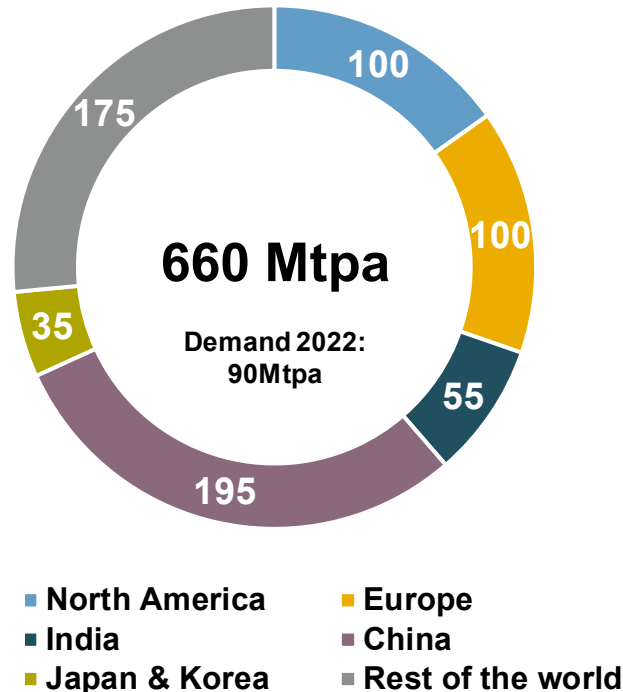 100
175
100
660 Mtpa
Demand 2022:
90Mtpa
35
55
195
North America
Europe
India
China
Japan & Korea
Rest of the world